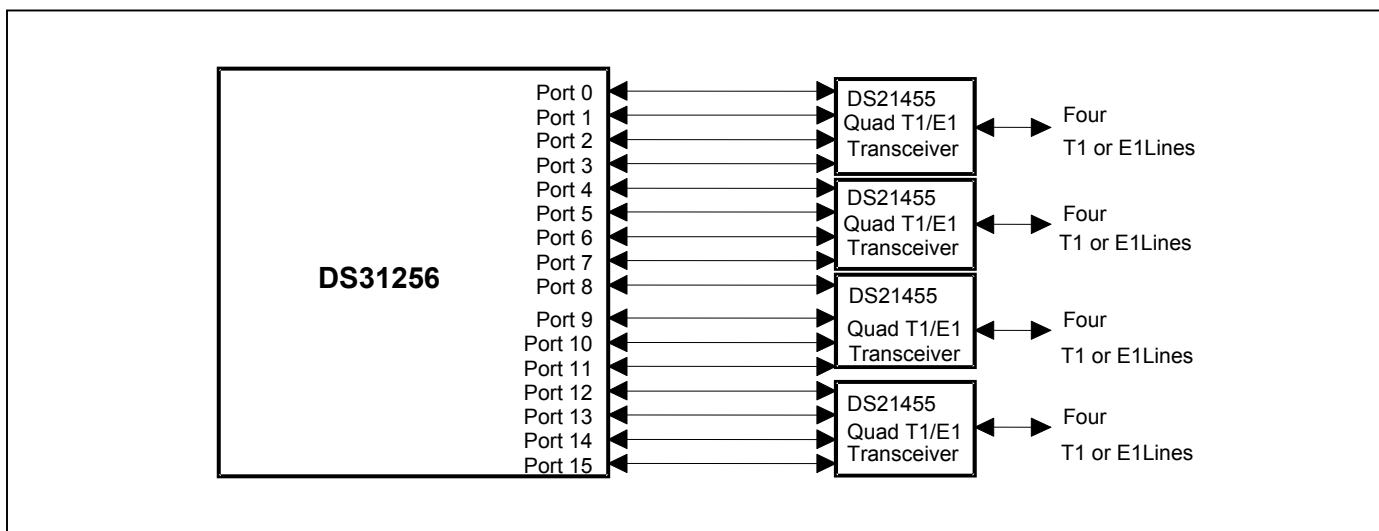 DS31256
Port 0
Port 1
Port 2
Port 3
Port 4
Port 5
Port 6
Port 7
Port 8
Port 9
Port 10
Port 11
Port 12
Port 13
Port 14
Port 15
DS21455
Quad T1/E1
Transceiver
Four
T1 or E1Lines
DS21455
Quad T1/E1
Transceiver
Four
T1 or E1Lines
DS21455
Quad T1/E1
Transceiver
Four
T1 or E1Lines
DS21455
Quad T1/E1
Transceiver
Four
T1 or E1Lines